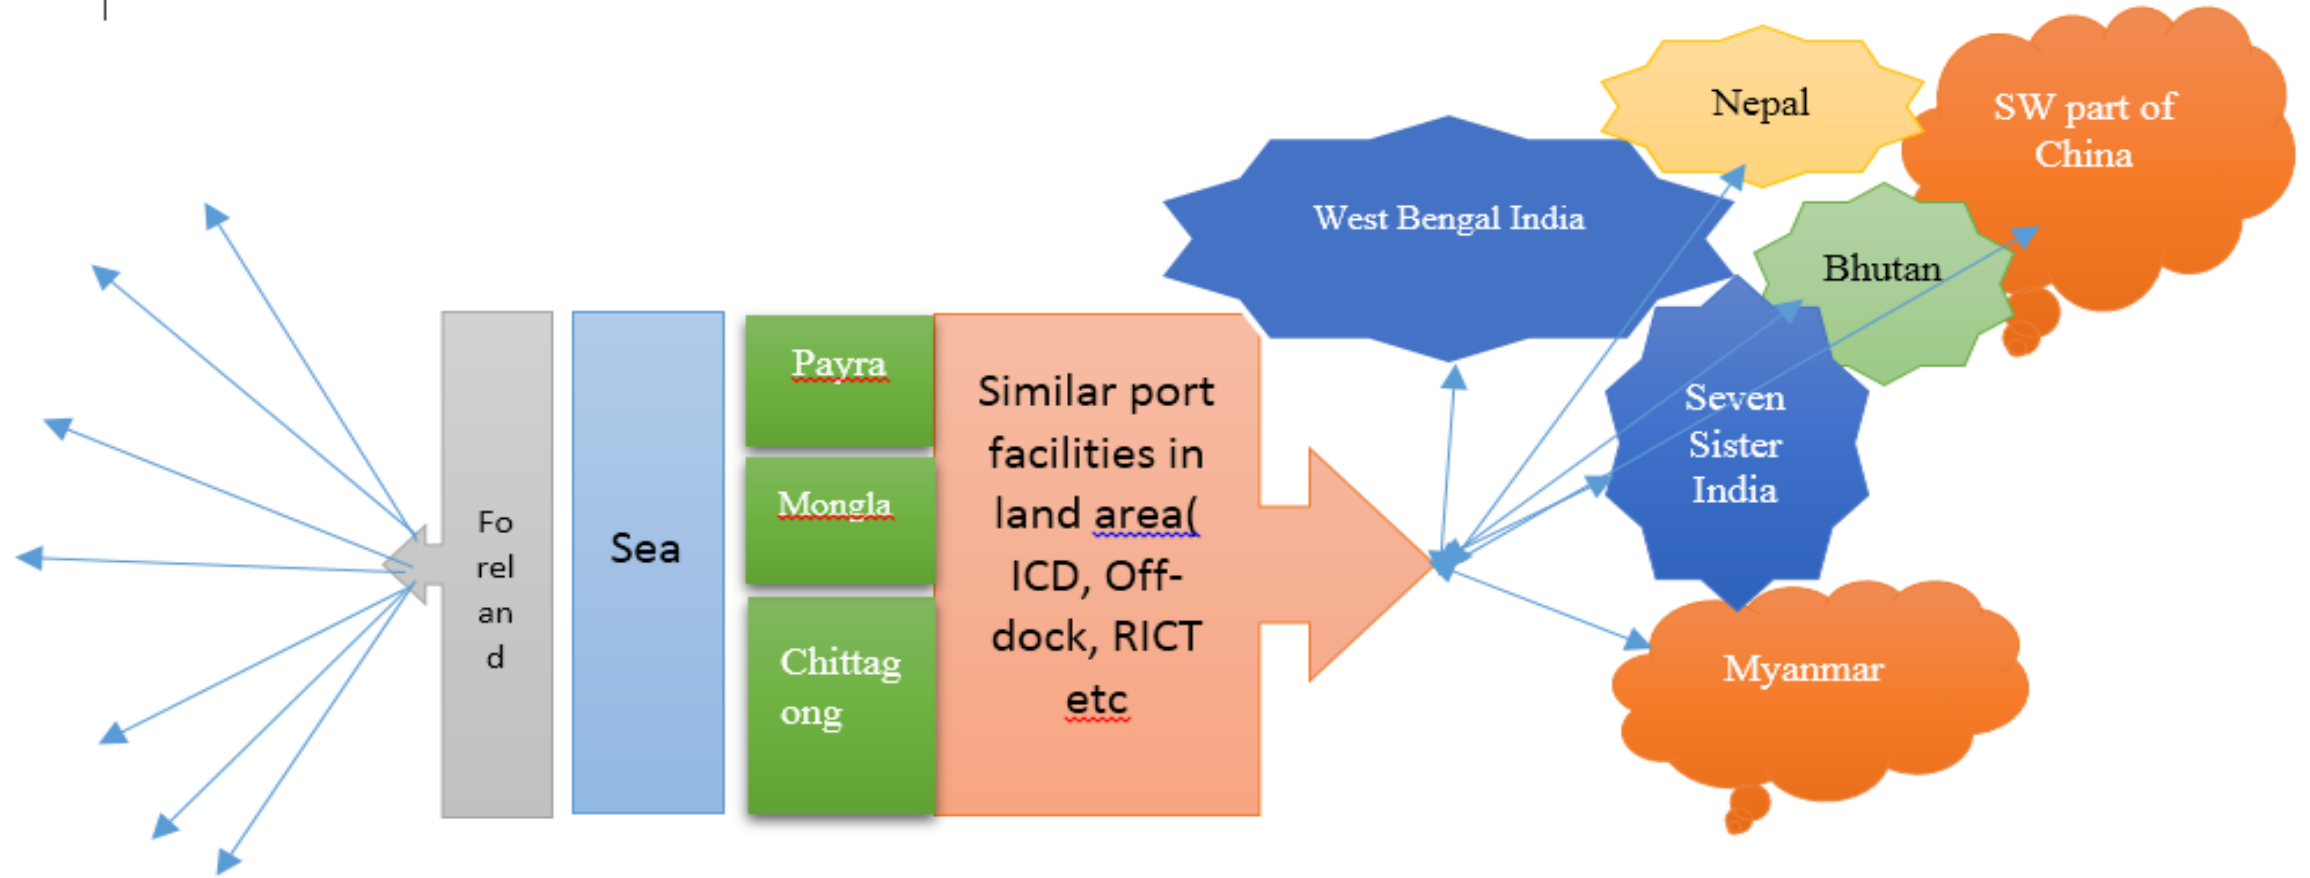 Fo
rel
an
d
Sea
Payra
Mongla
Chittag
ong
Similar port
facilities in
land area(
ICD, Off-
dock, RICT
etc
West Bengal India
Nepal
SW part of
China
Bhutan
Seven
Sister
India
Myanmar